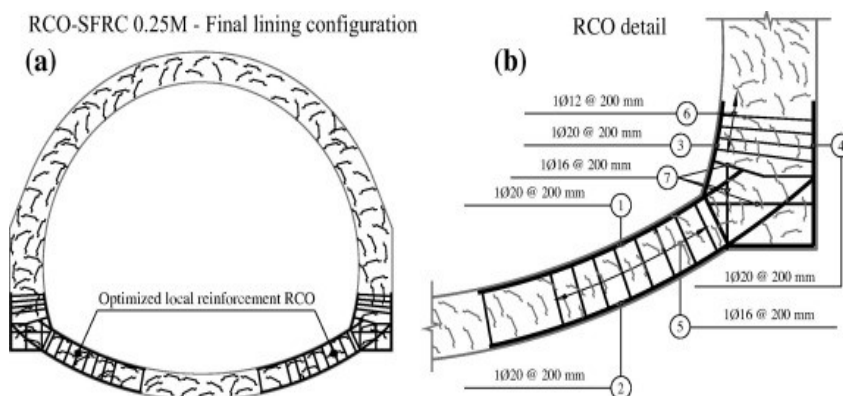 RCO-SFRC 0.25M - Final lining configuration
(a)
Optimized local reinforcement RCO
RCO detail
(b)
1Ø12 @ 200 mm
6
1Ø20 @ 200 mm
3
4
1Ø16 @ 200 mm
7
1Ø20 @ 200 mm
1
1Ø20 @ 200 mm
5
1Ø16 @ 200 mm
1Ø20 @ 200 mm
2